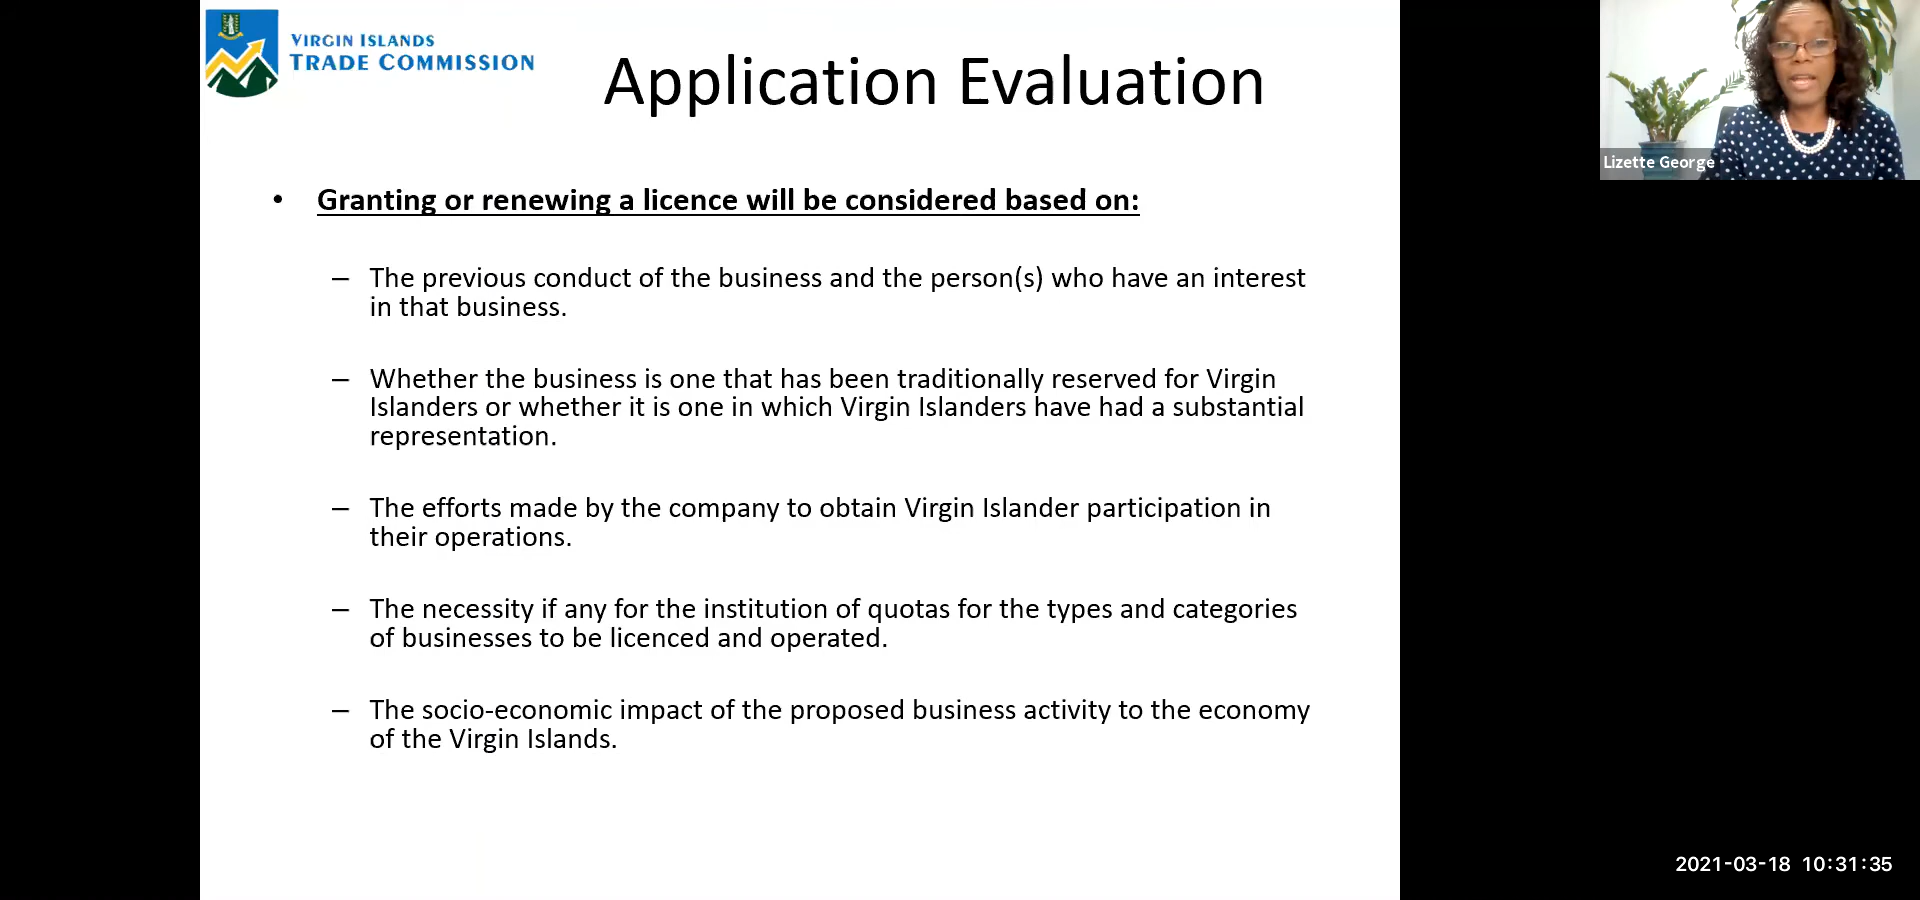 VIRGIN ISLANDS
TRADE COMMISSION
Application Evaluation
• Granting or renewing a licence will be considered based on:
– The previous conduct of the business and the person(s) who have an interest
in that business.
– Whether the business is one that has been traditionally reserved for Virgin
Islanders or whether it is one in which Virgin Islanders have had a substantial
representation.
– The efforts made by the company to obtain Virgin Islander participation in
their operations.
– The necessity if any for the institution of quotas for the types and categories
of businesses to be licenced and operated.
– The socio-economic impact of the proposed business activity to the economy
of the Virgin Islands.
Lizette George
2021-03-18 10:31:35